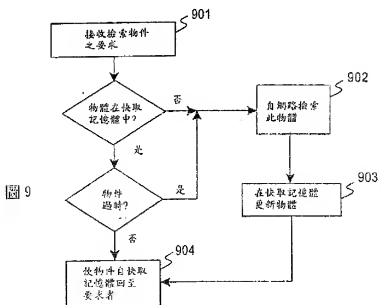 901
接收檢索物件
之要求
物體在快取
記憶體中?
否
是
902
自網路檢索
此物體
圖 9
物件
過時?
是
否
903
在快取記憶體
更新物體
904
使物件自快取
記憶體回至
要求者